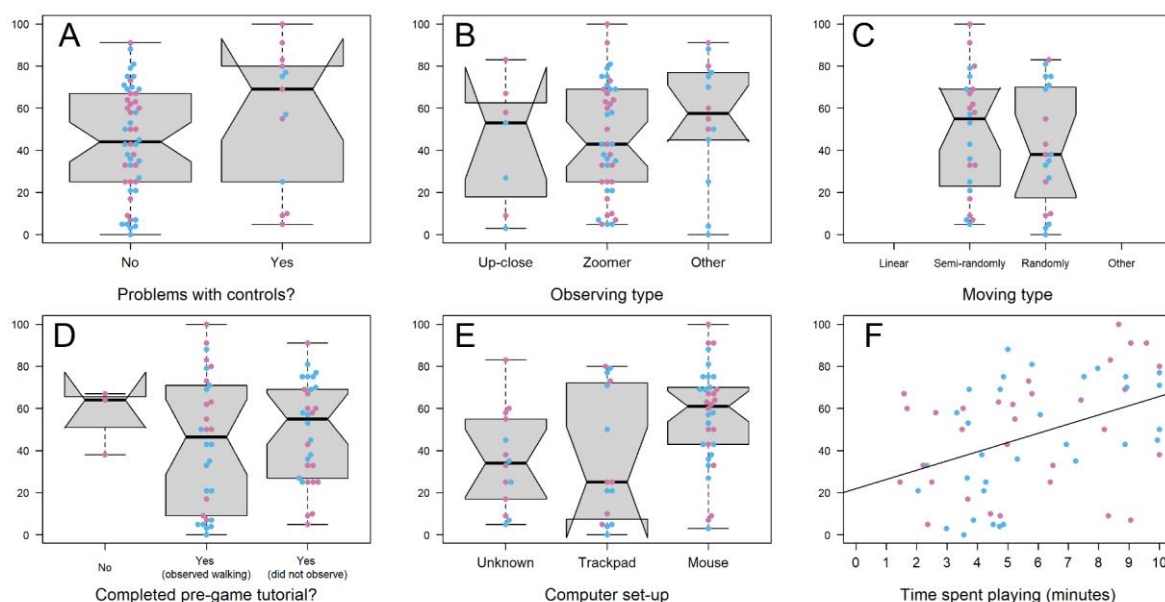 A
100
80
60
40
20
0
No Yes
Problems with controls?
B
100
80
60
40
20
0
Up-close Zoomer Other
Observing type
C
100
80
60
40
20
0
Linear Semi-randomly Randomly Other
Moving type
D
100
80
60
40
20
0
No Yes Yes
(observed walking) (did not observe)
Completed pre-game tutorial?
E
100
80
60
40
20
0
Unknown Trackpad Mouse
Computer set-up
F
100
80
60
40
20
0
0 1 2 3 4 5 6 7 8 9 10
Time spent playing (minutes)